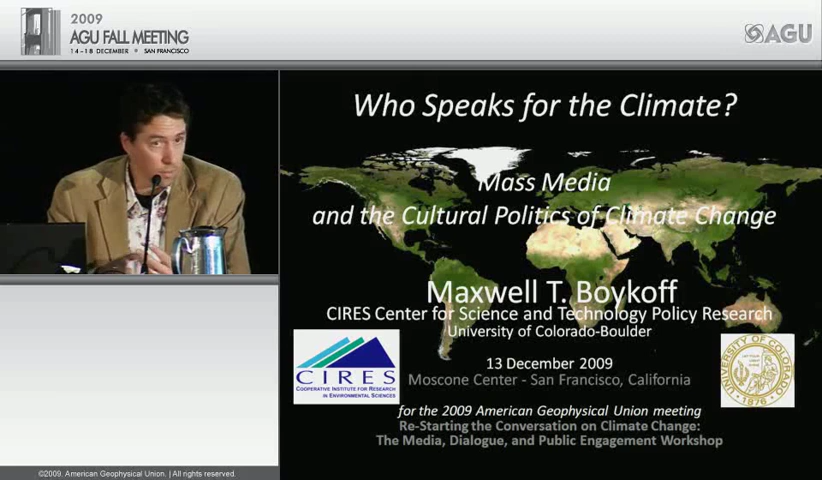 2009
AGU FALL MEETING
14 – 18 DECEMBER • SAN FRANCISCO
AGU
Who Speaks for the Climate?
Mass Media
and the Cultural Politics of Climate Change
Maxwell T. Boykoff
CIRES Center for Science and Technology Policy Research
University of Colorado-Boulder
CIRES
COOPERATIVE INSTITUTE FOR RESEARCH
IN ENVIRONMENTAL SCIENCES
UNIVERSITY OF COLORADO
1876
13 December 2009
Moscone Center - San Francisco, California
for the 2009 American Geophysical Union meeting
Re-Starting the Conversation on Climate Change:
The Media, Dialogue, and Public Engagement Workshop
©2009. American Geophysical Union. | All rights reserved.